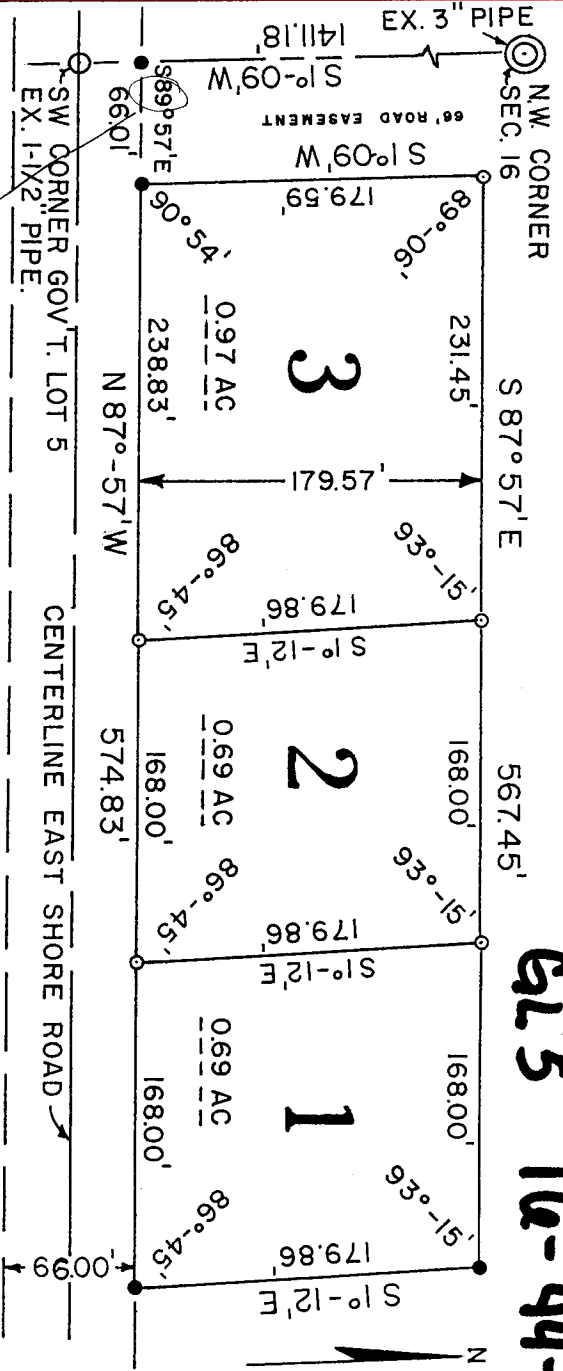 EX. 3" PIPE
N.W. CORNER
SEC. 16
1411.18'
S 1°-09' W
66' ROAD EASEMENT
S89°57'E
66.01'
SW CORNER GOV'T. LOT 5
EX. 1-1/2" PIPE.
S 1°-09' W
179.59'
90°54'
89°-06'
3
0.97 AC
231.45'
238.83'
S 87°57'E
N 87°-57'W
179.57'
93°-15'
86°-45'
179.86'
S 1°-12'E
2
0.69 AC
168.00'
168.00'
567.45'
574.83'
93°-15'
86°-45'
179.86'
S 1°-12'E
1
0.69 AC
168.00'
168.00'
93°-15'
86°-45'
179.86'
S 1°-12'E
CENTERLINE EAST SHORE ROAD
66.00'
N
GL5 16-44-